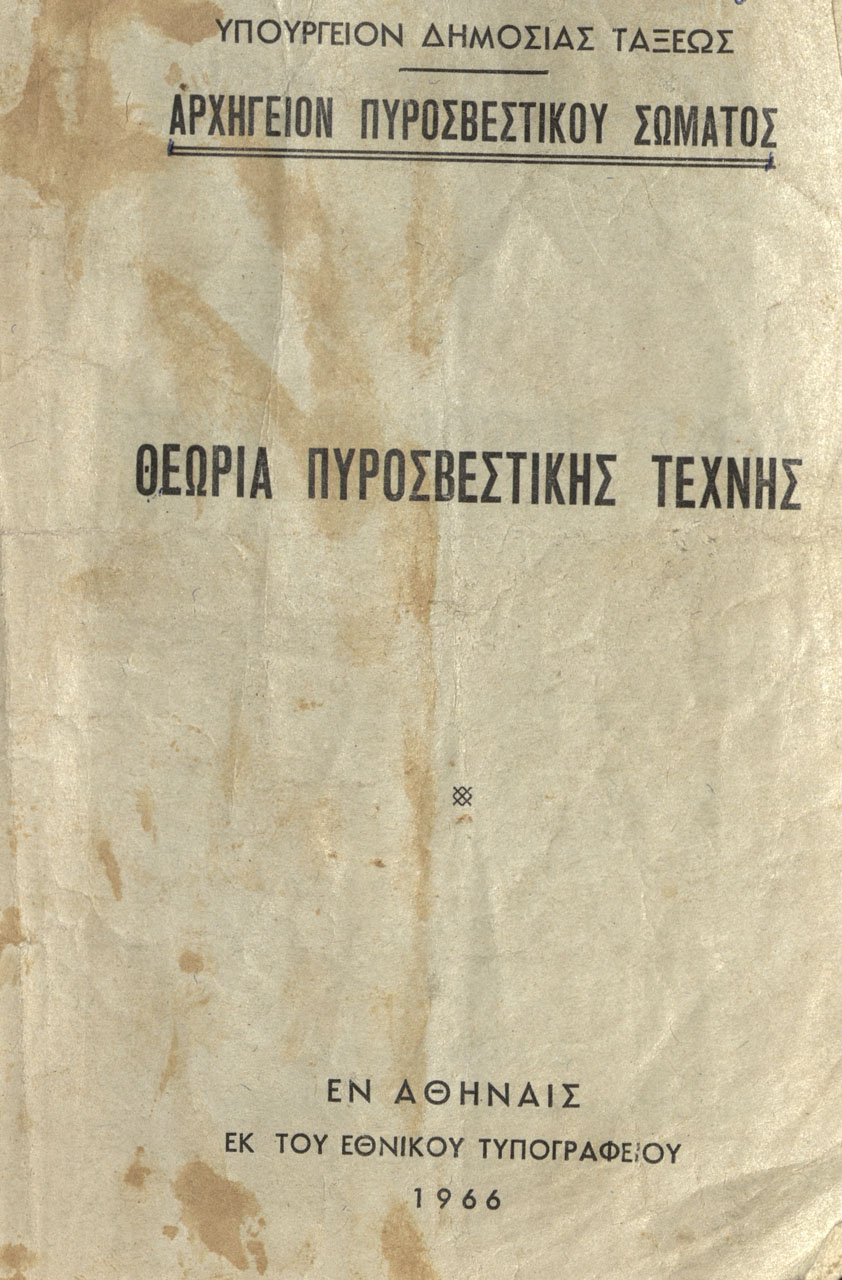 ΥΠΟΥΡΓΕΙΟΝ ΔΗΜΟΣΙΑΣ ΤΑΞΕΩΣ
ΑΡΧΗΓΕΙΟΝ ΠΥΡΟΣΒΕΣΤΙΚΟΥ ΣΩΜΑΤΟΣ
ΘΕΩΡΙΑ ΠΥΡΟΣΒΕΣΤΙΚΗΣ ΤΕΧΝΗΣ
ΕΝ ΑΘΗΝΑΙΣ
ΕΚ ΤΟΥ ΕΘΝΙΚΟΥ ΤΥΠΟΓΡΑΦΕΙΟΥ
1966